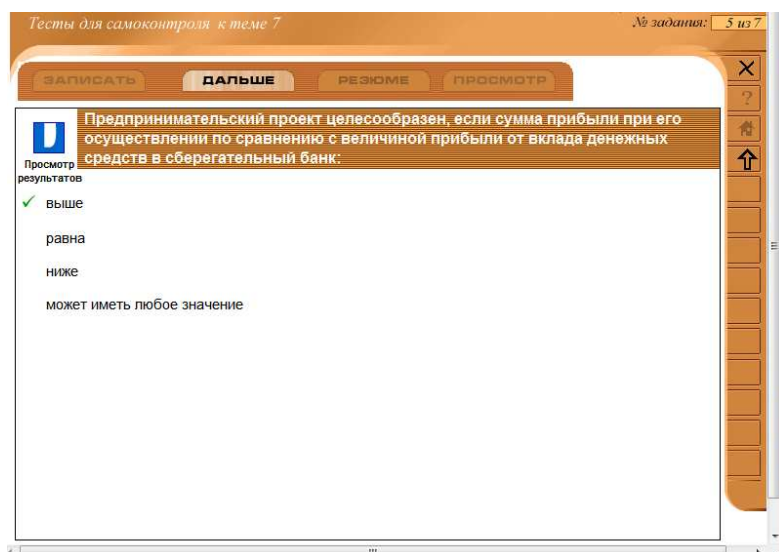 Тесты для самоконтроля к теме 7
№ задания: 5 из 7
ЗАПИСАТЬ ДАЛЬШЕ РЕЗЮМЕ ПРОСМОТР
Предпринимательский проект целесообразен, если сумма прибыли при его
осуществлении по сравнению с величиной прибыли от вклада денежных
средств в сберегательный банк:
Просмотр
результатов
выше
равна
ниже
может иметь любое значение